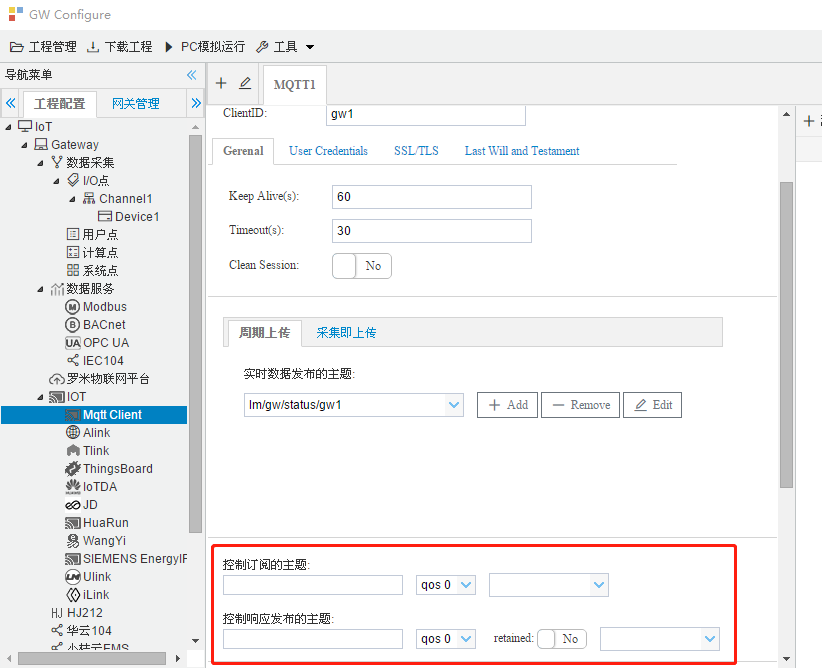 GW Configure
工程管理 下载工程 PC模拟运行 工具
导航菜单
工程配置 网关管理
IoT
Gateway
数据采集
I/O点
Channel1
Device1
用户点
计算点
系统点
数据服务
Modbus
BACnet
OPC UA
IEC104
罗米物联网平台
IOT
Mqtt Client
Alink
Tlink
ThingsBoard
IoTDA
JD
HuaRun
WangYi
SIEMENS EnergyIP
Ulink
iLink
HJ212
华云104
MQTT1
ClientID: gw1
Gerenal User Credentials SSL/TLS Last Will and Testament
Keep Alive(s): 60
Timeout(s): 30
Clean Session: No
周期上传 采集即上传
实时数据发布的主题:
lm/gw/status/gw1 Add Remove Edit
控制订阅的主题:
qos 0
控制响应发布的主题:
qos 0 retained: No